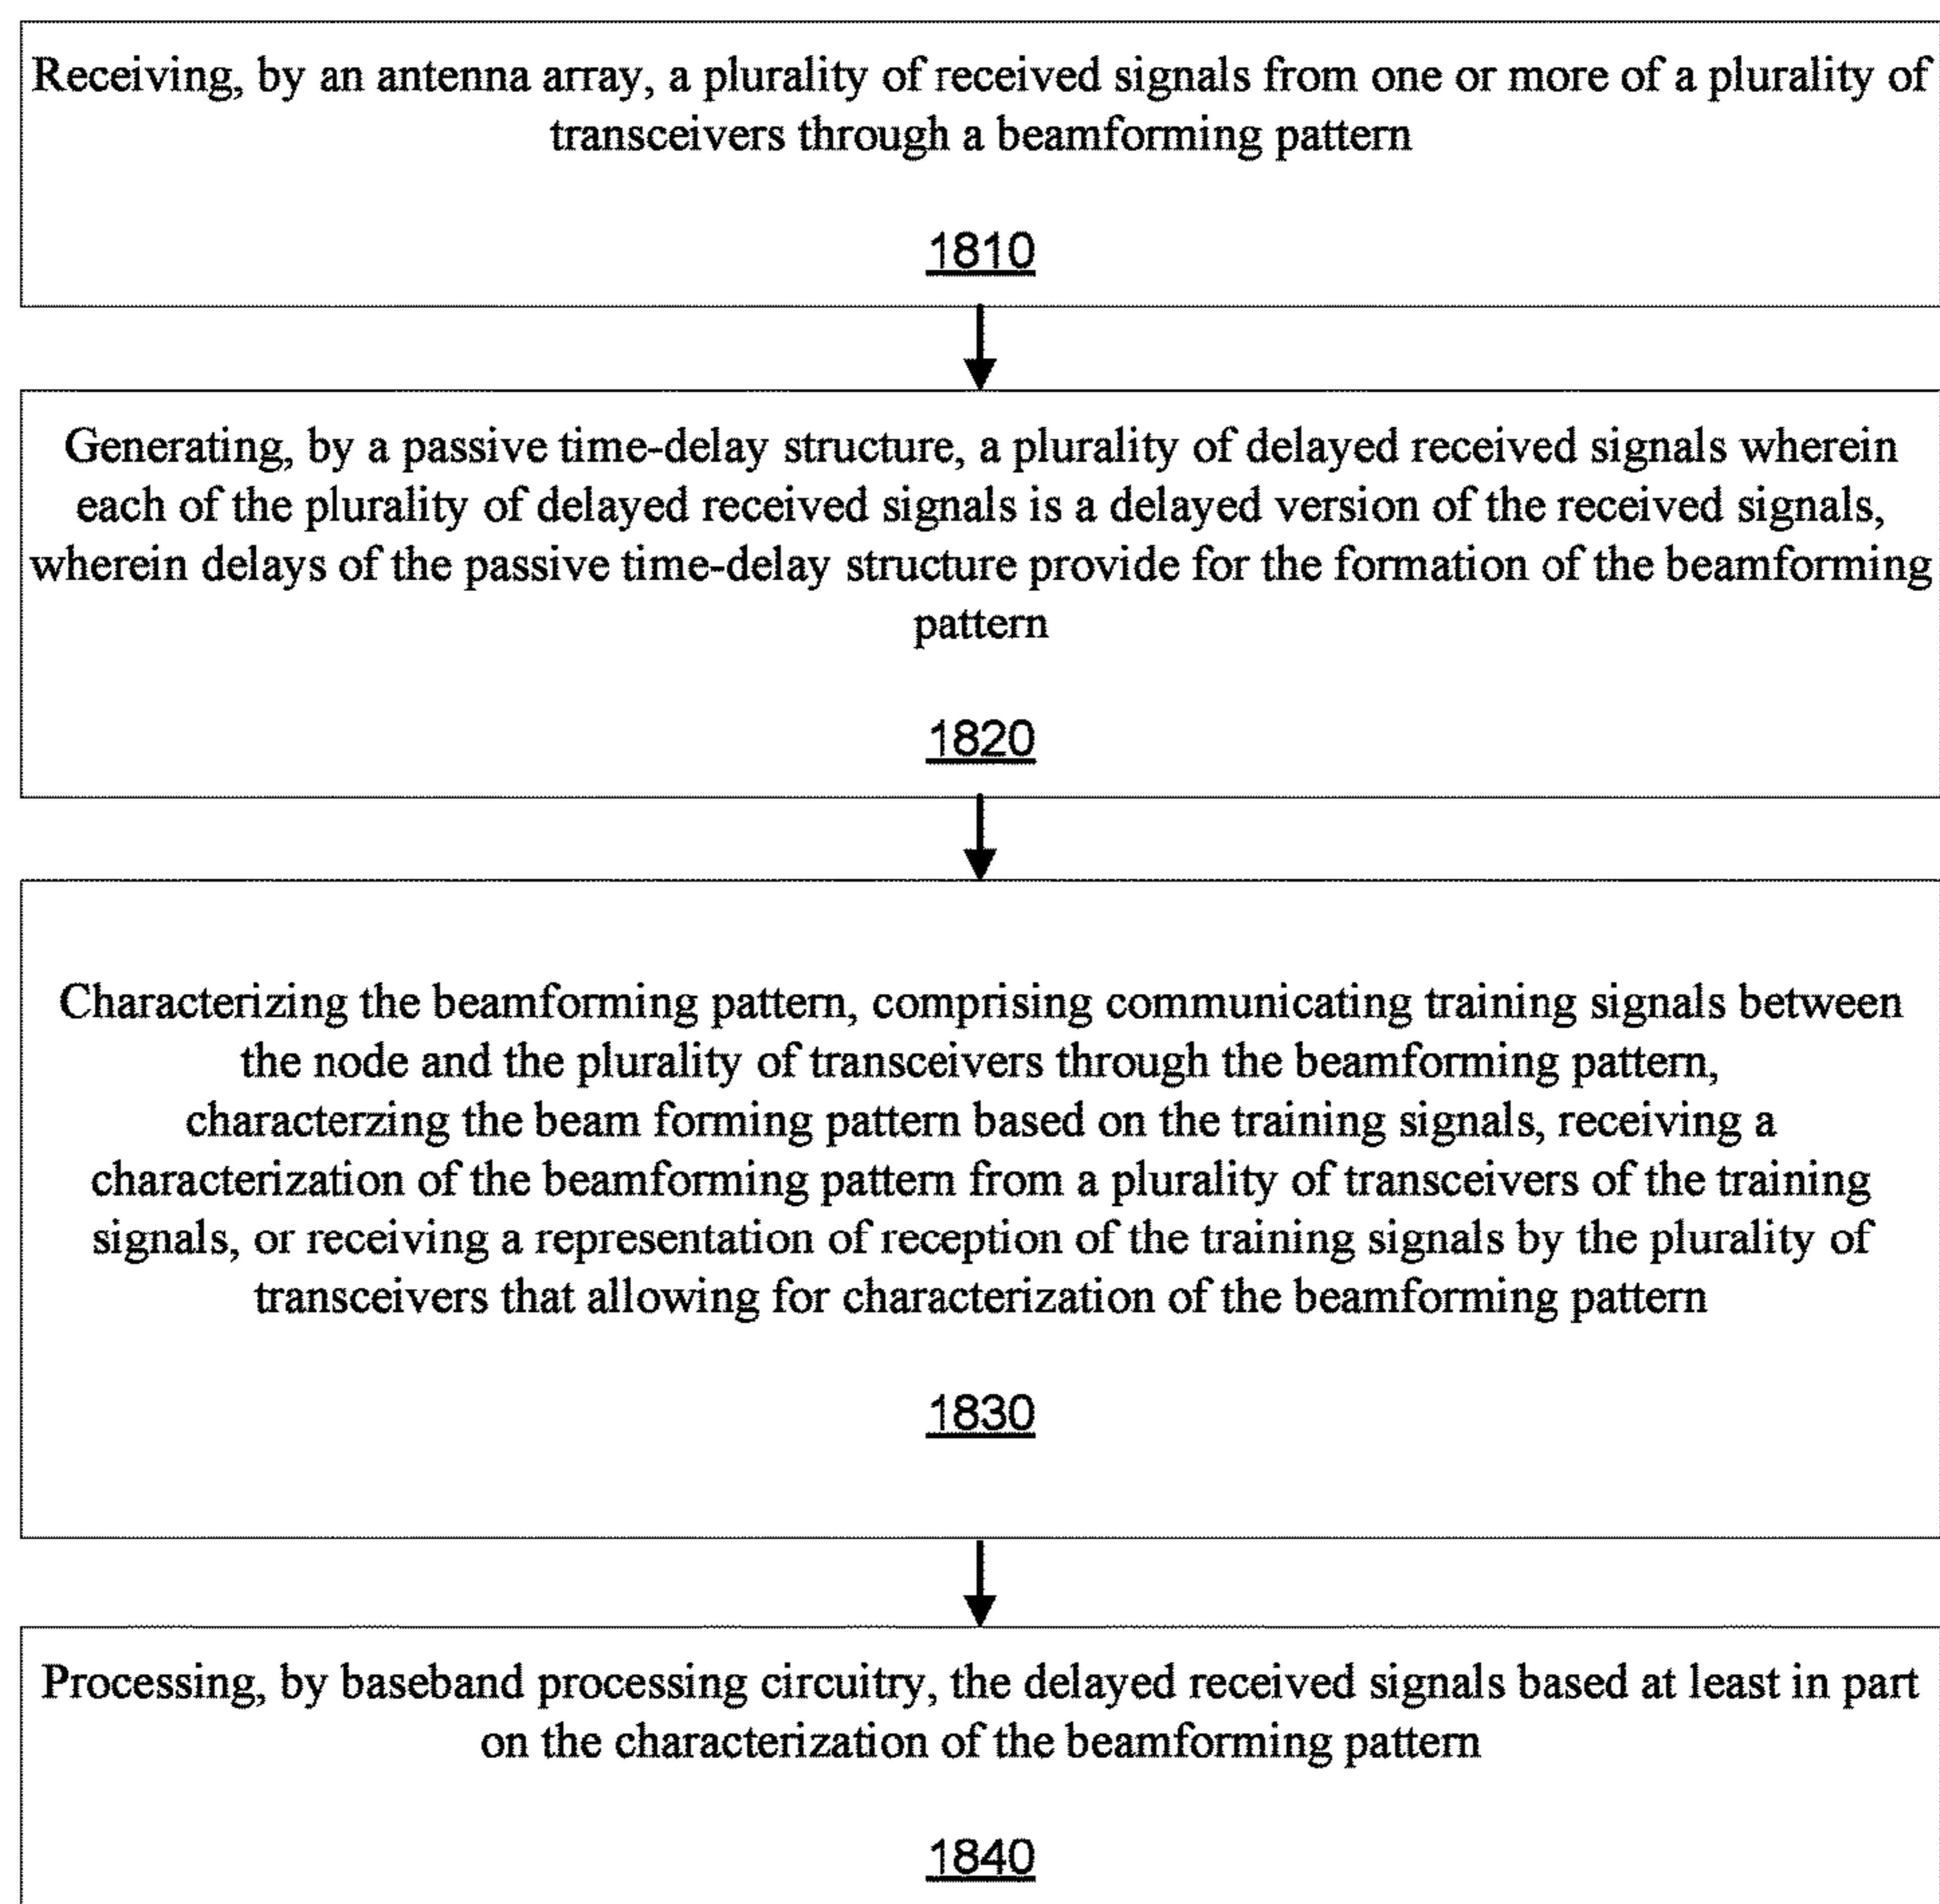 Receiving, by an antenna array, a plurality of received signals from one or more of a plurality of
transceivers through a beamforming pattern
1810
Generating, by a passive time-delay structure, a plurality of delayed received signals wherein
each of the plurality of delayed received signals is a delayed version of the received signals,
wherein delays of the passive time-delay structure provide for the formation of the beamforming
pattern
1820
Characterizing the beamforming pattern, comprising communicating training signals between
the node and the plurality of transceivers through the beamforming pattern,
characterzing the beam forming pattern based on the training signals, receiving a
characterization of the beamforming pattern from a plurality of transceivers of the training
signals, or receiving a representation of reception of the training signals by the plurality of
transceivers that allowing for characterization of the beamforming pattern
1830
Processing, by baseband processing circuitry, the delayed received signals based at least in part
on the characterization of the beamforming pattern
1840